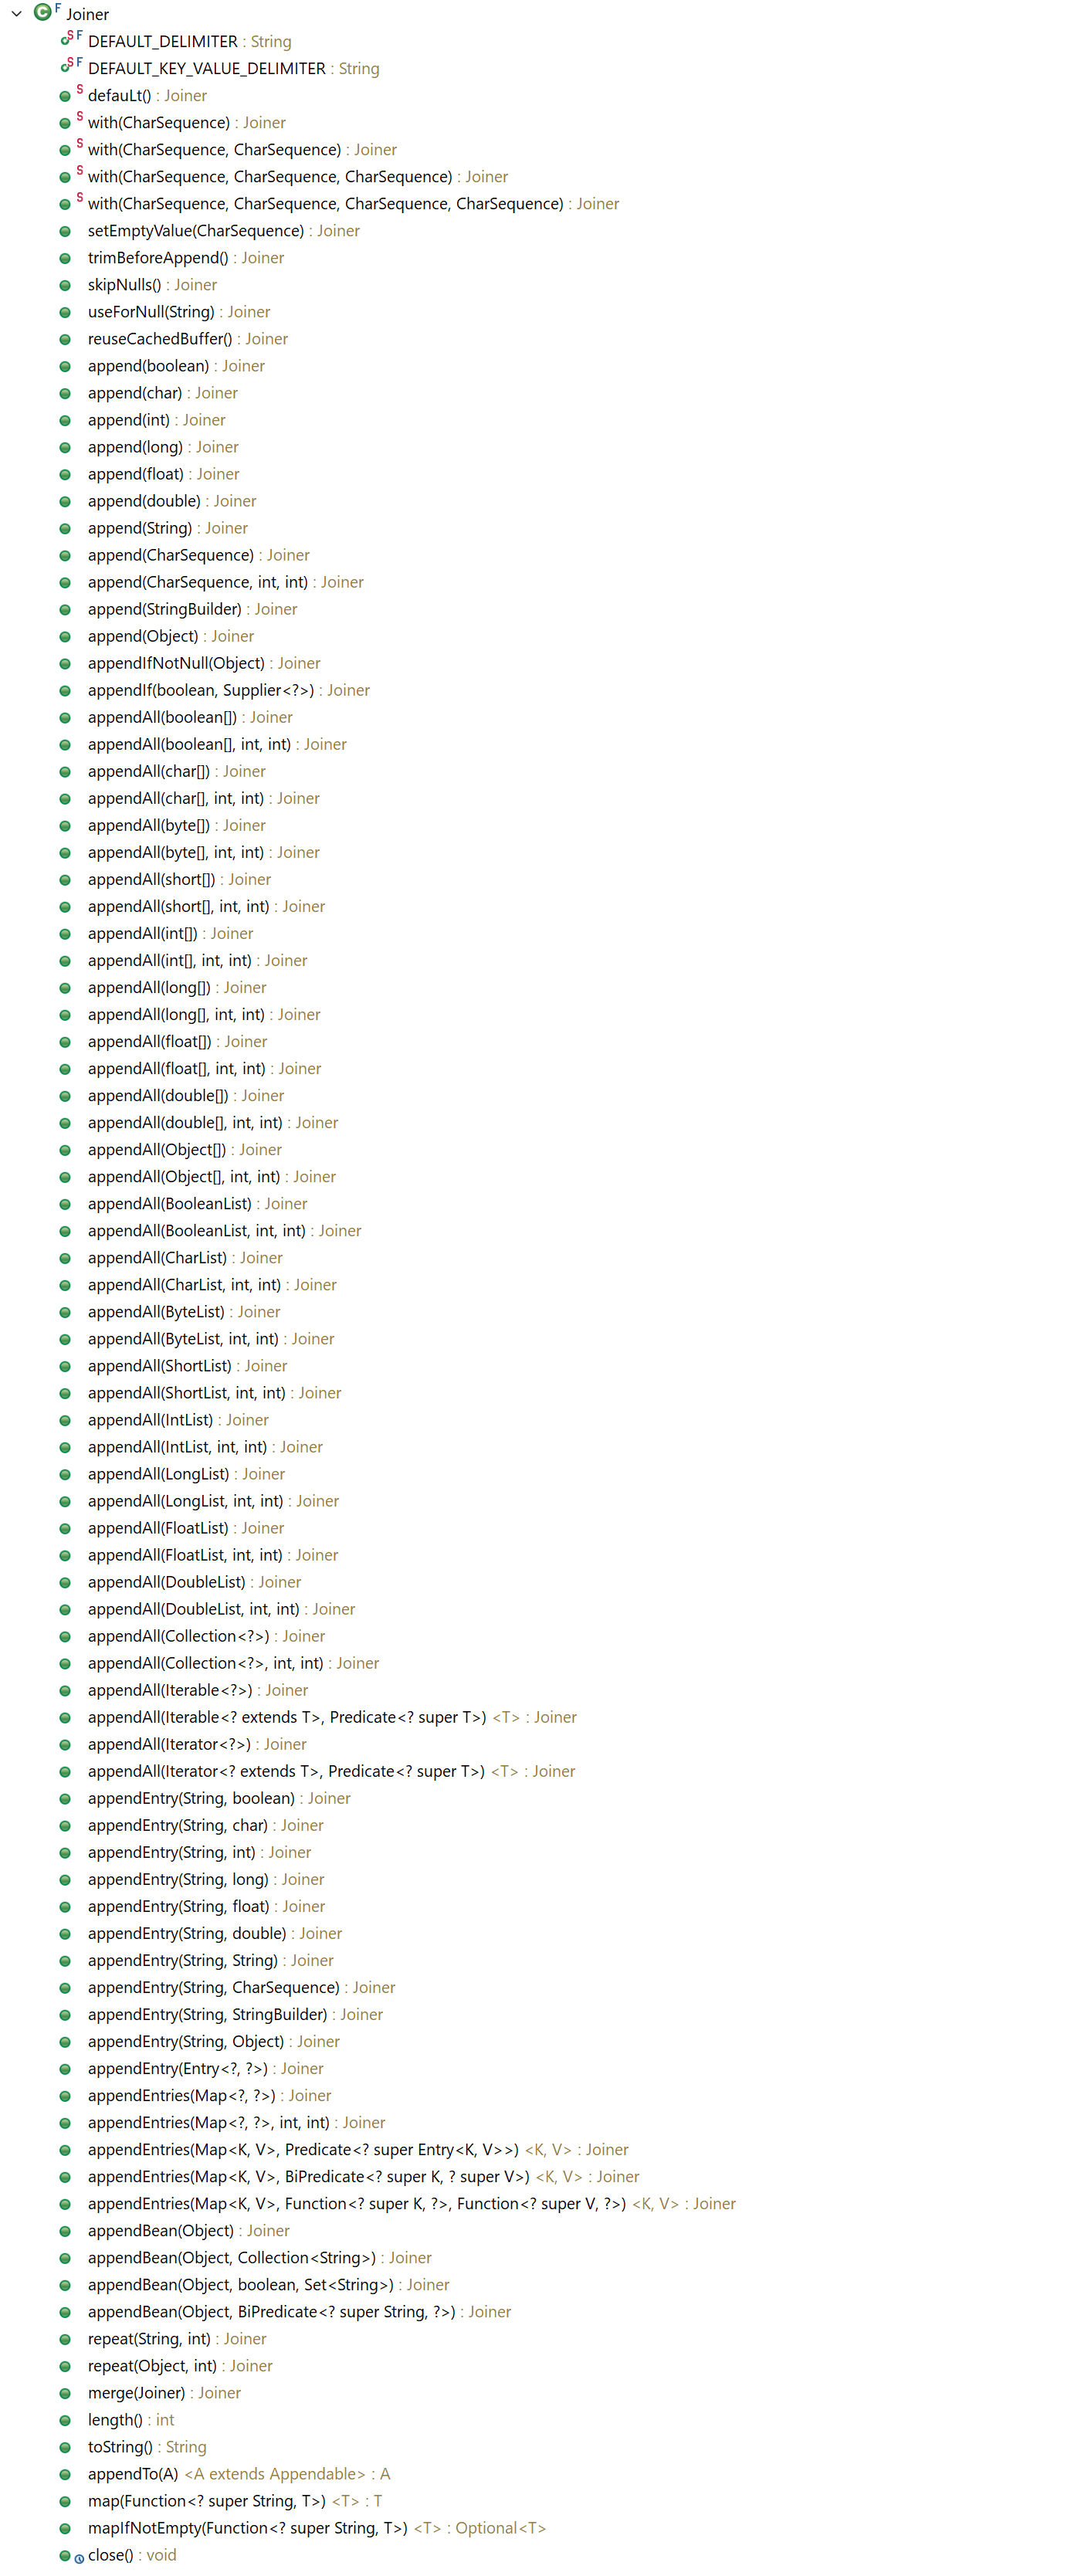 Joiner
DEFAULT_DELIMITER : String
DEFAULT_KEY_VALUE_DELIMITER : String
defauLt() : Joiner
with(CharSequence) : Joiner
with(CharSequence, CharSequence) : Joiner
with(CharSequence, CharSequence, CharSequence) : Joiner
with(CharSequence, CharSequence, CharSequence, CharSequence) : Joiner
setEmptyValue(CharSequence) : Joiner
trimBeforeAppend() : Joiner
skipNulls() : Joiner
useForNull(String) : Joiner
reuseCachedBuffer() : Joiner
append(boolean) : Joiner
append(char) : Joiner
append(int) : Joiner
append(long) : Joiner
append(float) : Joiner
append(double) : Joiner
append(String) : Joiner
append(CharSequence) : Joiner
append(CharSequence, int, int) : Joiner
append(StringBuilder) : Joiner
append(Object) : Joiner
appendIfNotNull(Object) : Joiner
appendIf(boolean, Supplier<?>) : Joiner
appendAll(boolean[]) : Joiner
appendAll(boolean[], int, int) : Joiner
appendAll(char[]) : Joiner
appendAll(char[], int, int) : Joiner
appendAll(byte[]) : Joiner
appendAll(byte[], int, int) : Joiner
appendAll(short[]) : Joiner
appendAll(short[], int, int) : Joiner
appendAll(int[]) : Joiner
appendAll(int[], int, int) : Joiner
appendAll(long[]) : Joiner
appendAll(long[], int, int) : Joiner
appendAll(float[]) : Joiner
appendAll(float[], int, int) : Joiner
appendAll(double[]) : Joiner
appendAll(double[], int, int) : Joiner
appendAll(Object[]) : Joiner
appendAll(Object[], int, int) : Joiner
appendAll(BooleanList) : Joiner
appendAll(BooleanList, int, int) : Joiner
appendAll(CharList) : Joiner
appendAll(CharList, int, int) : Joiner
appendAll(ByteList) : Joiner
appendAll(ByteList, int, int) : Joiner
appendAll(ShortList) : Joiner
appendAll(ShortList, int, int) : Joiner
appendAll(IntList) : Joiner
appendAll(IntList, int, int) : Joiner
appendAll(LongList) : Joiner
appendAll(LongList, int, int) : Joiner
appendAll(FloatList) : Joiner
appendAll(FloatList, int, int) : Joiner
appendAll(DoubleList) : Joiner
appendAll(DoubleList, int, int) : Joiner
appendAll(Collection<?>) : Joiner
appendAll(Collection<?>, int, int) : Joiner
appendAll(Iterable<?>) : Joiner
appendAll(Iterable<? extends T>, Predicate<? super T>) <T> : Joiner
appendAll(Iterator<?>) : Joiner
appendAll(Iterator<? extends T>, Predicate<? super T>) <T> : Joiner
appendEntry(String, boolean) : Joiner
appendEntry(String, char) : Joiner
appendEntry(String, int) : Joiner
appendEntry(String, long) : Joiner
appendEntry(String, float) : Joiner
appendEntry(String, double) : Joiner
appendEntry(String, String) : Joiner
appendEntry(String, CharSequence) : Joiner
appendEntry(String, StringBuilder) : Joiner
appendEntry(String, Object) : Joiner
appendEntry(Entry<?, ?>) : Joiner
appendEntries(Map<?, ?>) : Joiner
appendEntries(Map<?, ?>, int, int) : Joiner
appendEntries(Map<K, V>, Predicate<? super Entry<K, V>>) <K, V> : Joiner
appendEntries(Map<K, V>, BiPredicate<? super K, ? super V>) <K, V> : Joiner
appendEntries(Map<K, V>, Function<? super K, ?>, Function<? super V, ?>) <K, V> : Joiner
appendBean(Object) : Joiner
appendBean(Object, Collection<String>) : Joiner
appendBean(Object, boolean, Set<String>) : Joiner
appendBean(Object, BiPredicate<? super String, ?>) : Joiner
repeat(String, int) : Joiner
repeat(Object, int) : Joiner
merge(Joiner) : Joiner
length() : int
toString() : String
appendTo(A) <A extends Appendable> : A
map(Function<? super String, T>) <T> : T
mapIfNotEmpty(Function<? super String, T>) <T> : Optional<T>
close() : void